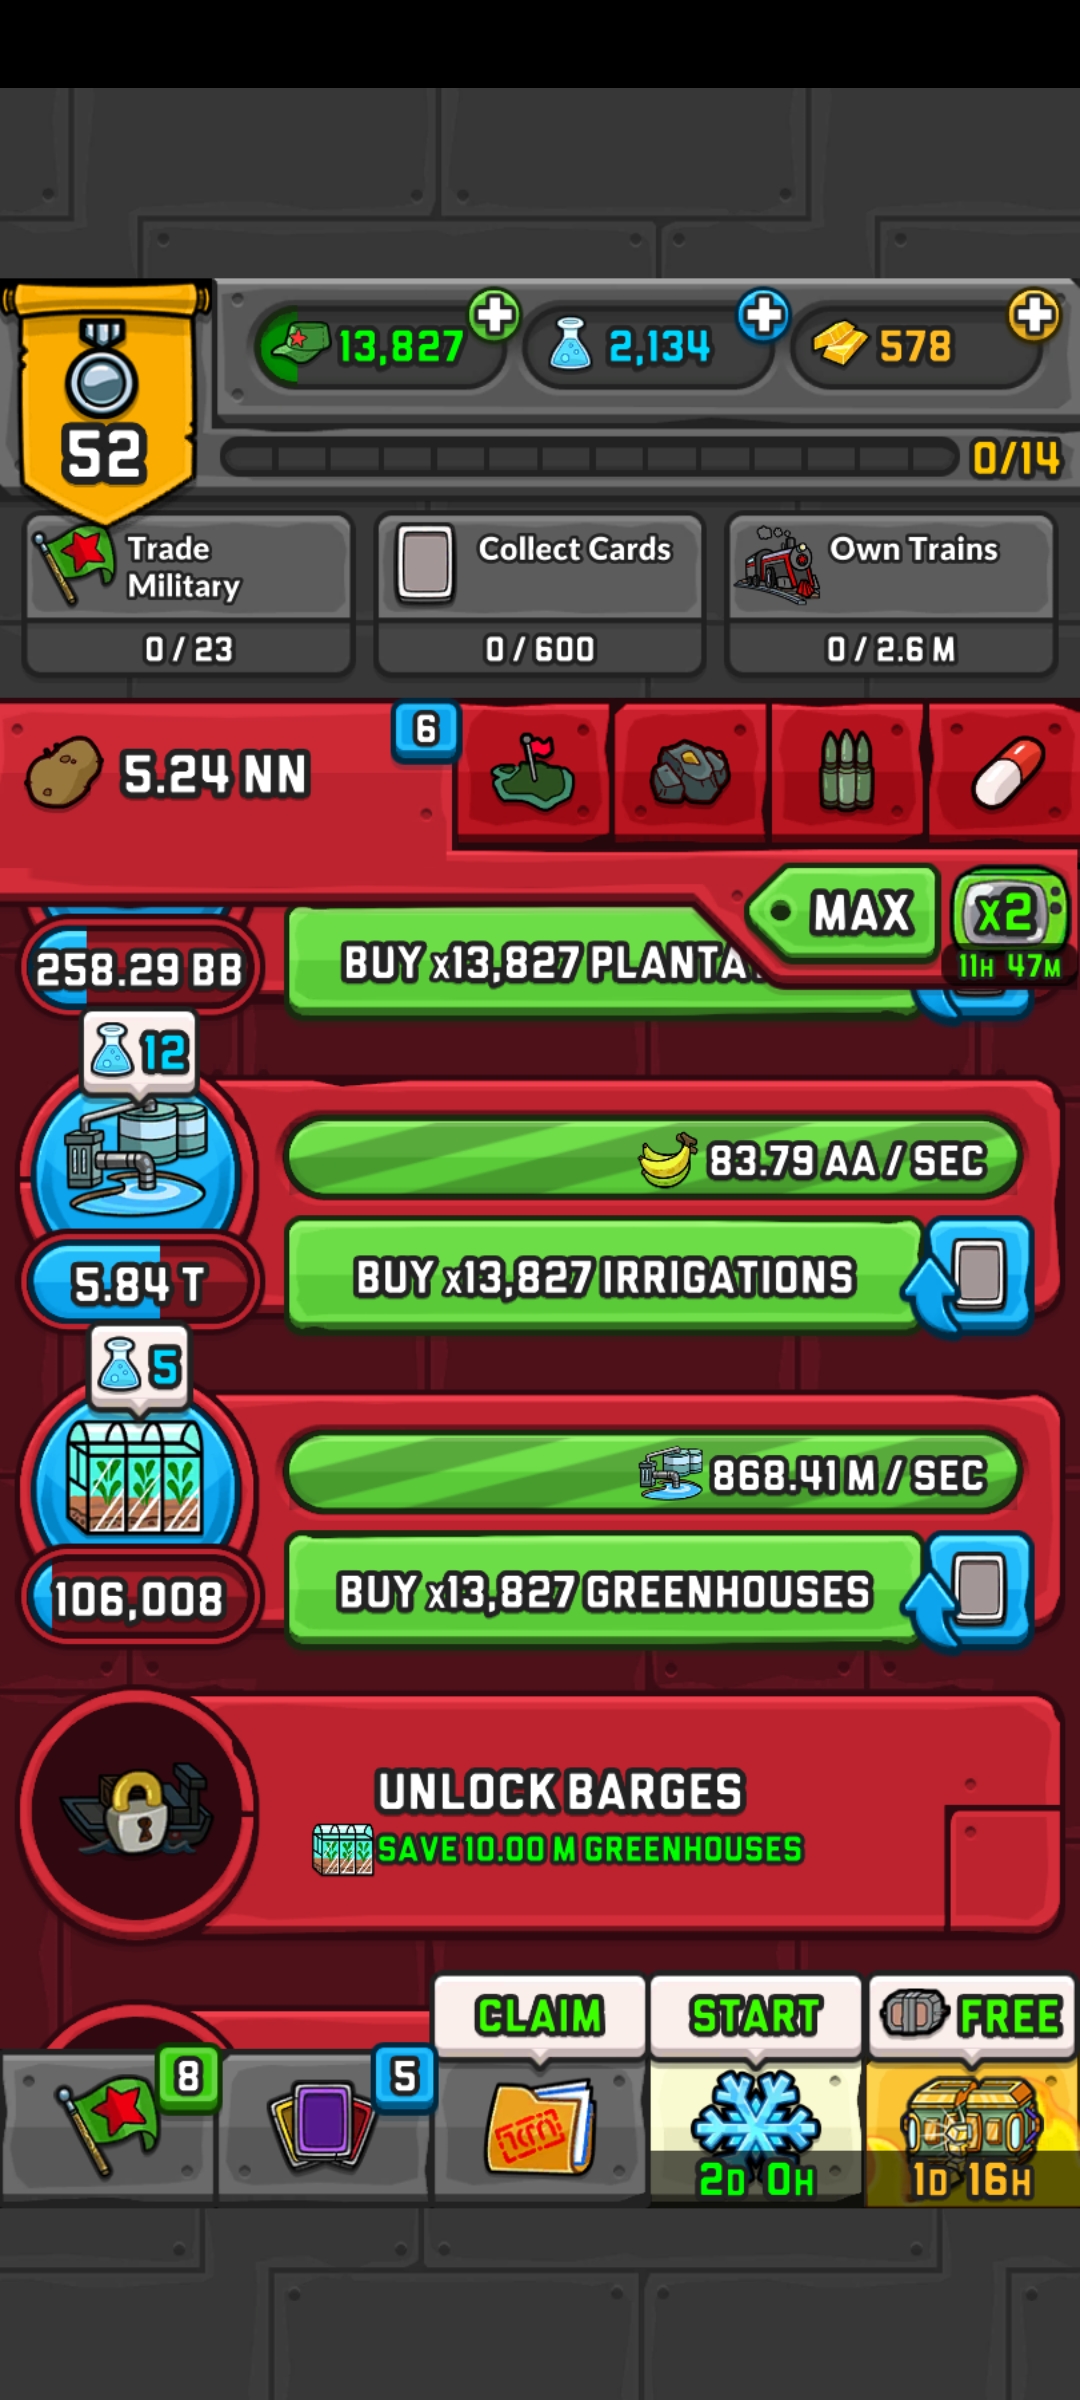 13,827
2,134
578
52
0/14
Trade Military
0 / 23
Collect Cards
0 / 600
Own Trains
0 / 2.6 M
5.24 NN
6
MAX
x2
11H 47M
258.29 BB
BUY x13,827 PLANTA
12
83.79 AA / SEC
5.84 T
BUY x13,827 IRRIGATIONS
5
868.41 M / SEC
106,008
BUY x13,827 GREENHOUSES
UNLOCK BARGES
SAVE 10.00 M GREENHOUSES
CLAIM
START
FREE
8
5
2D 0H
1D 16H